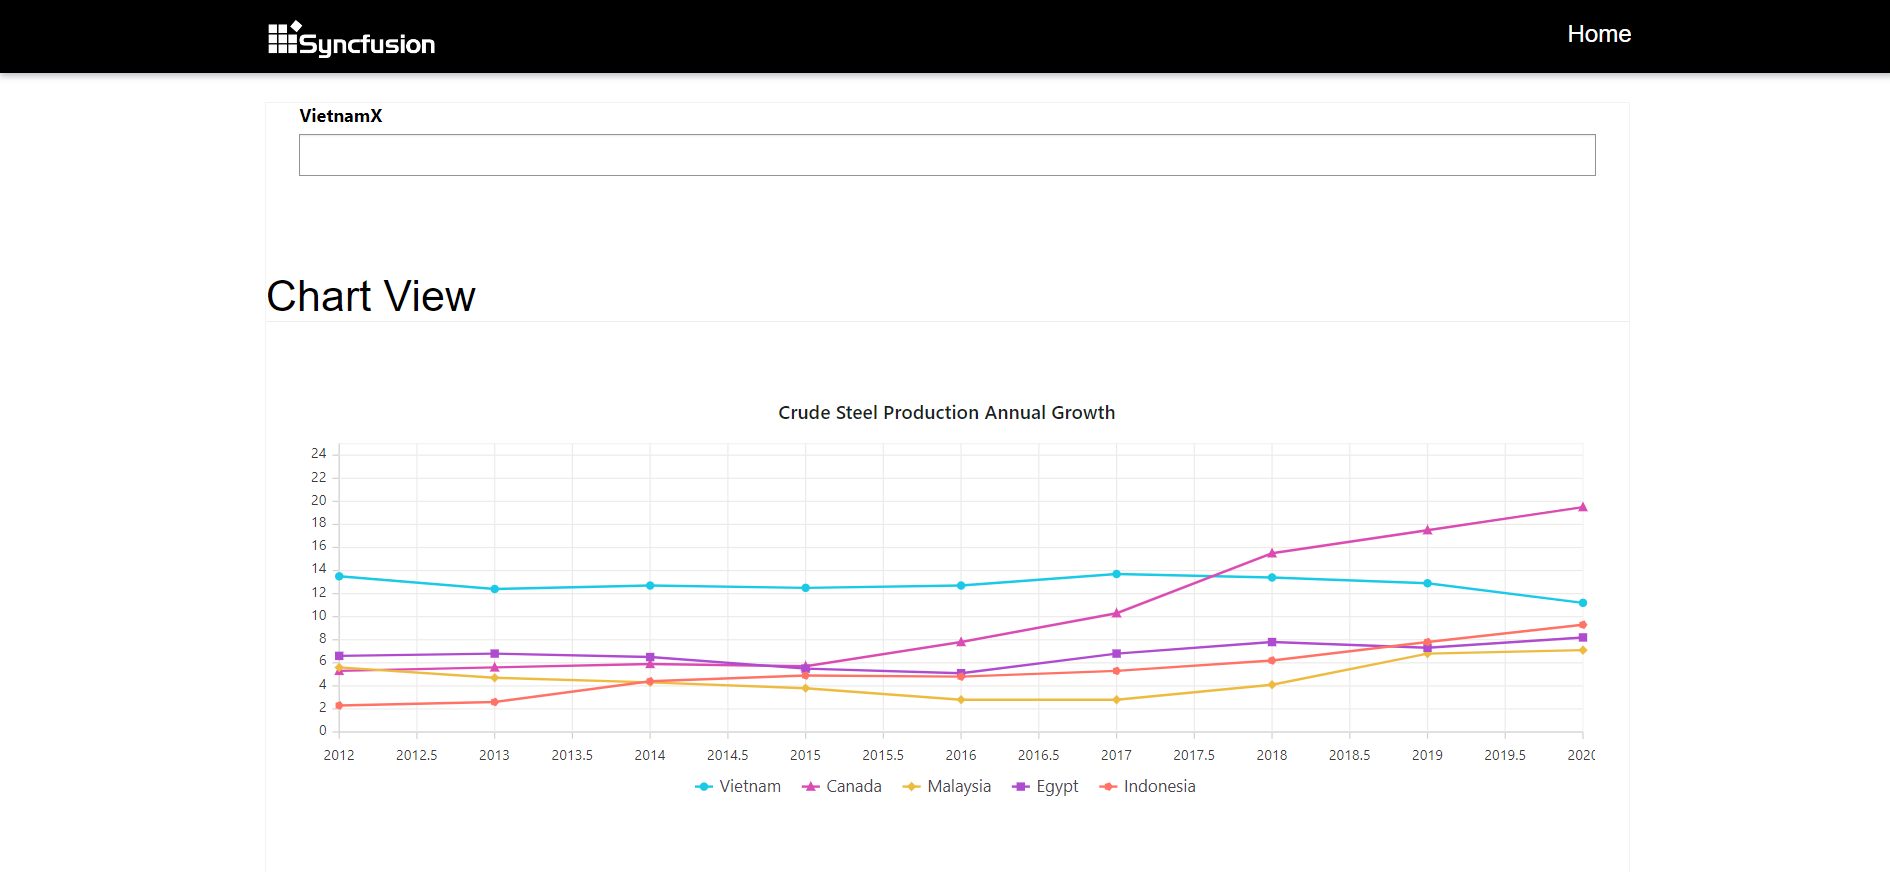 Syncfusion
Home
VietnamX
Chart View
Crude Steel Production Annual Growth
24
22
20
18
16
14
12
10
8
6
4
2
0
2012 2012.5 2013 2013.5 2014 2014.5 2015 2015.5 2016 2016.5 2017 2017.5 2018 2018.5 2019 2019.5 2020
Vietnam Canada Malaysia Egypt Indonesia